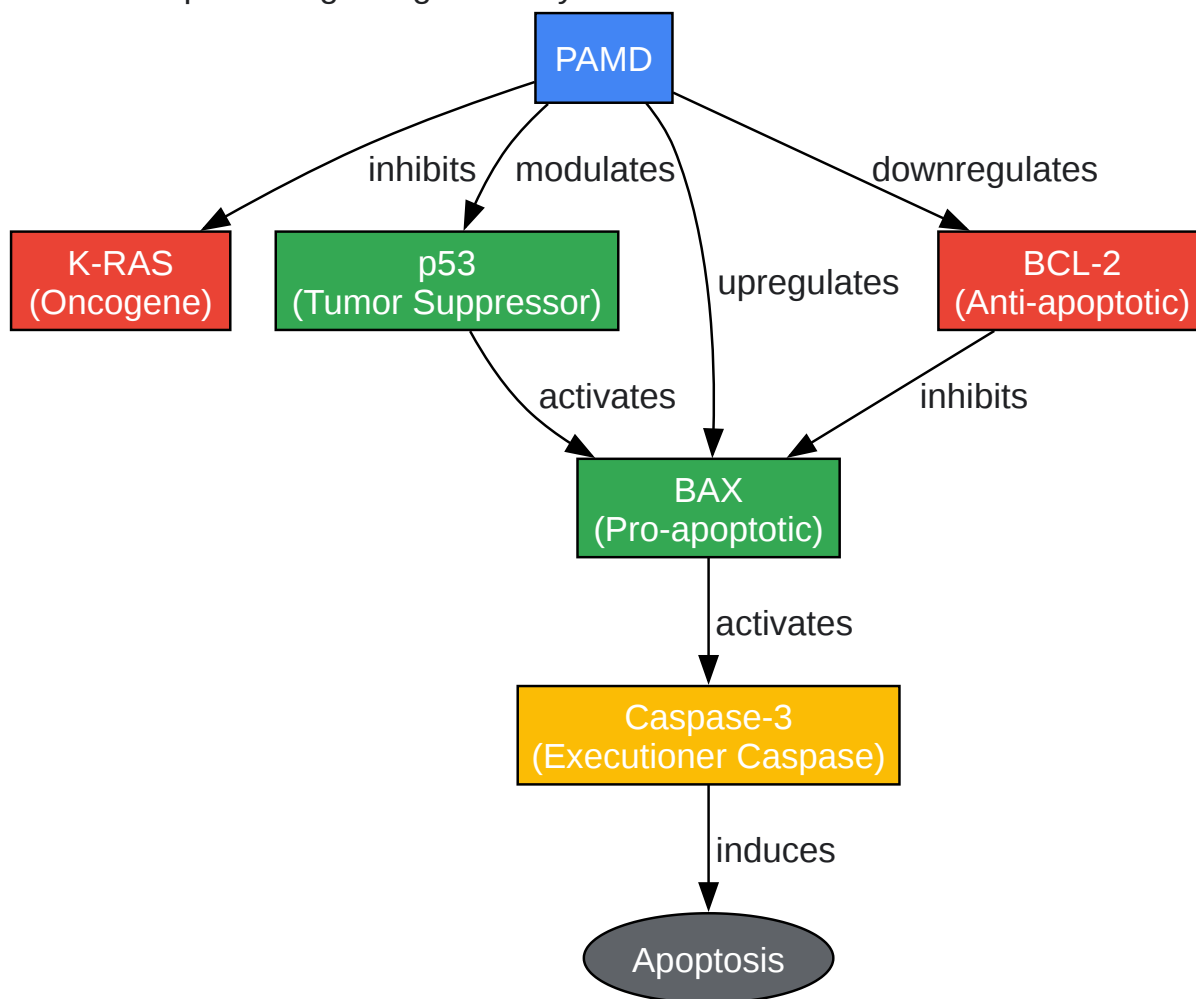 PAMD
inhibits
modulates
downregulates
K-RAS
(Oncogene)
p53
(Tumor Suppressor)
upregulates
BCL-2
(Anti-apoptotic)
activates
inhibits
BAX
(Pro-apoptotic)
activates
Caspase-3
(Executioner Caspase)
induces
Apoptosis